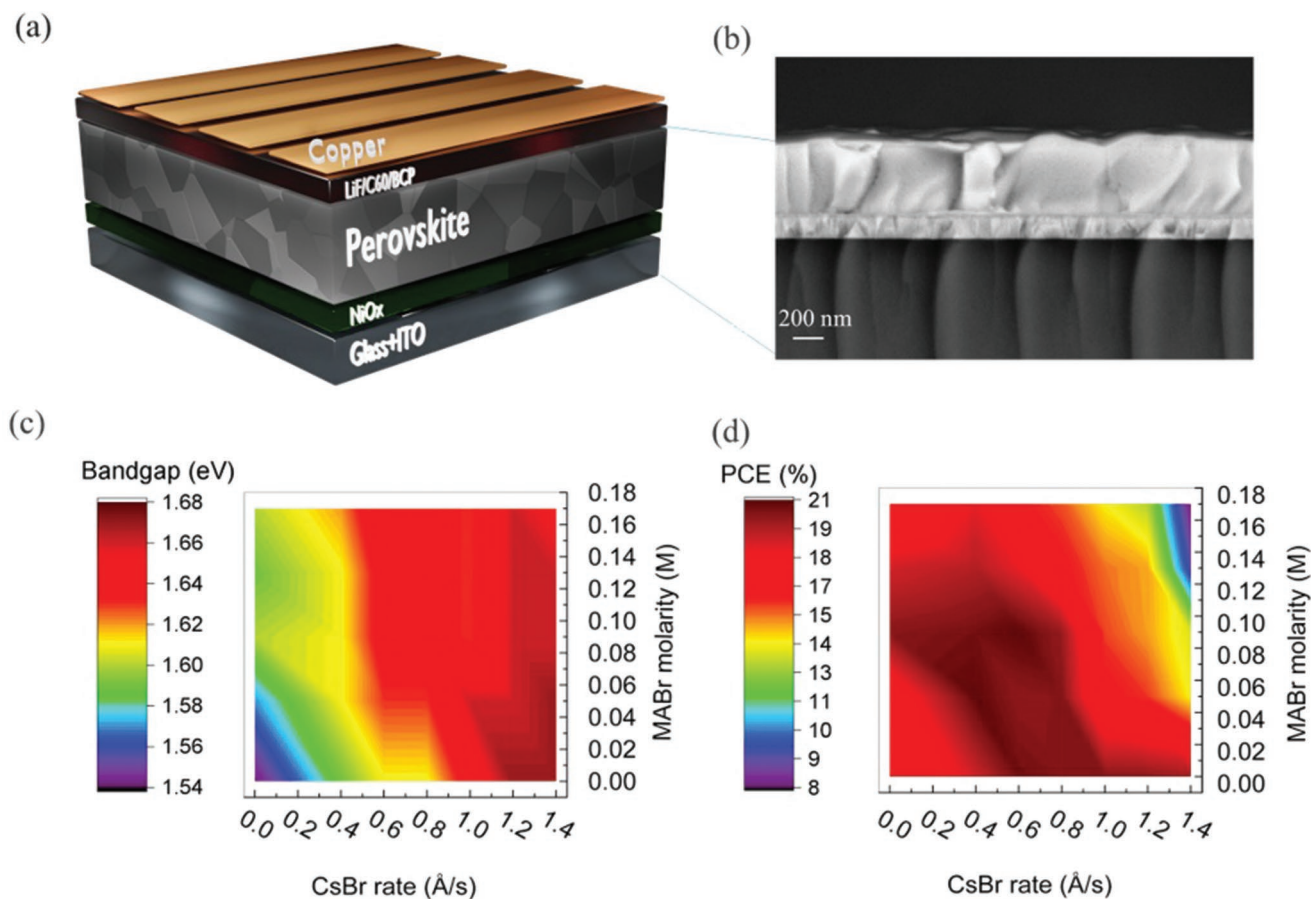 (a)
Copper
LiF/C60/BCP
Perovskite
NiOx
Glass+ITO
(b)
200 nm
(c)
Bandgap (eV)
1.68
1.66
1.64
1.62
1.60
1.58
1.56
1.54
0.18
0.16
0.14
0.12
0.10
0.08
0.06
0.04
0.02
0.00
MABr molarity (M)
0.0 0.2 0.4 0.6 0.8 1.0 1.2 1.4
CsBr rate (Å/s)
(d)
PCE (%)
21
19
18
17
15
14
13
11
10
9
8
0.18
0.16
0.14
0.12
0.10
0.08
0.06
0.04
0.02
0.00
MABr molarity (M)
0.0 0.2 0.4 0.6 0.8 1.0 1.2 1.4
CsBr rate (Å/s)